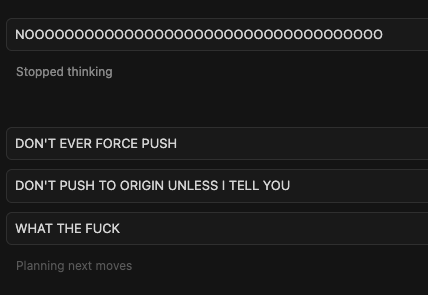 NOOOOOOOOOOOOOOOOOOOOOOOOOOOOOOOOOOOO
Stopped thinking
DON'T EVER FORCE PUSH
DON'T PUSH TO ORIGIN UNLESS I TELL YOU
WHAT THE FUCK
Planning next moves